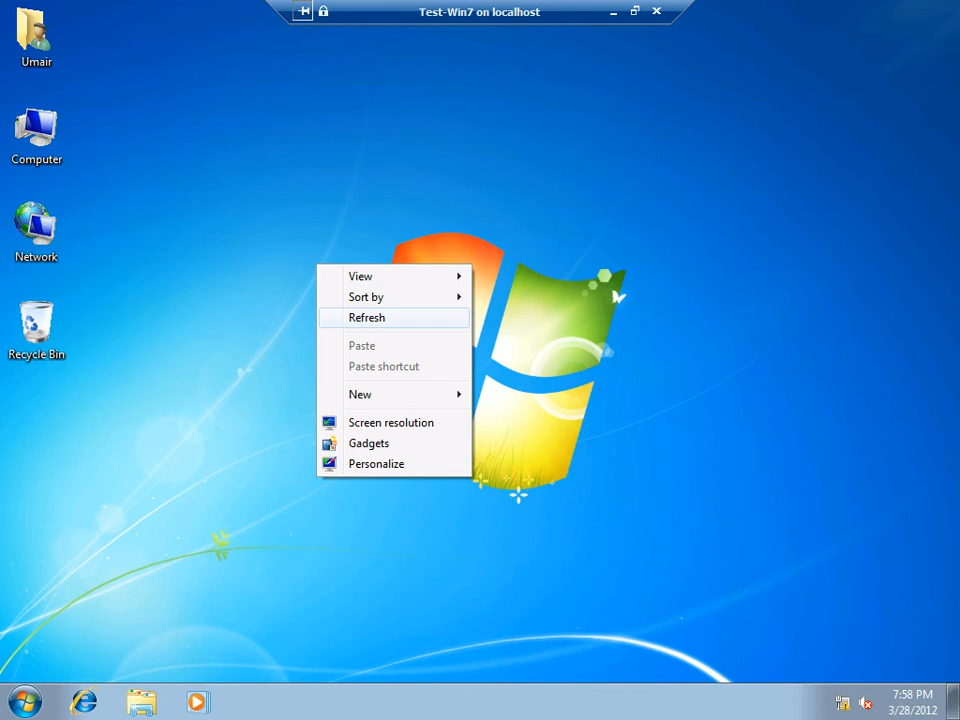 Test-Win7 on localhost
Umair
Computer
Network
Recycle Bin
View
Sort by
Refresh
Paste
Paste shortcut
New
Screen resolution
Gadgets
Personalize
7:58 PM
3/28/2012